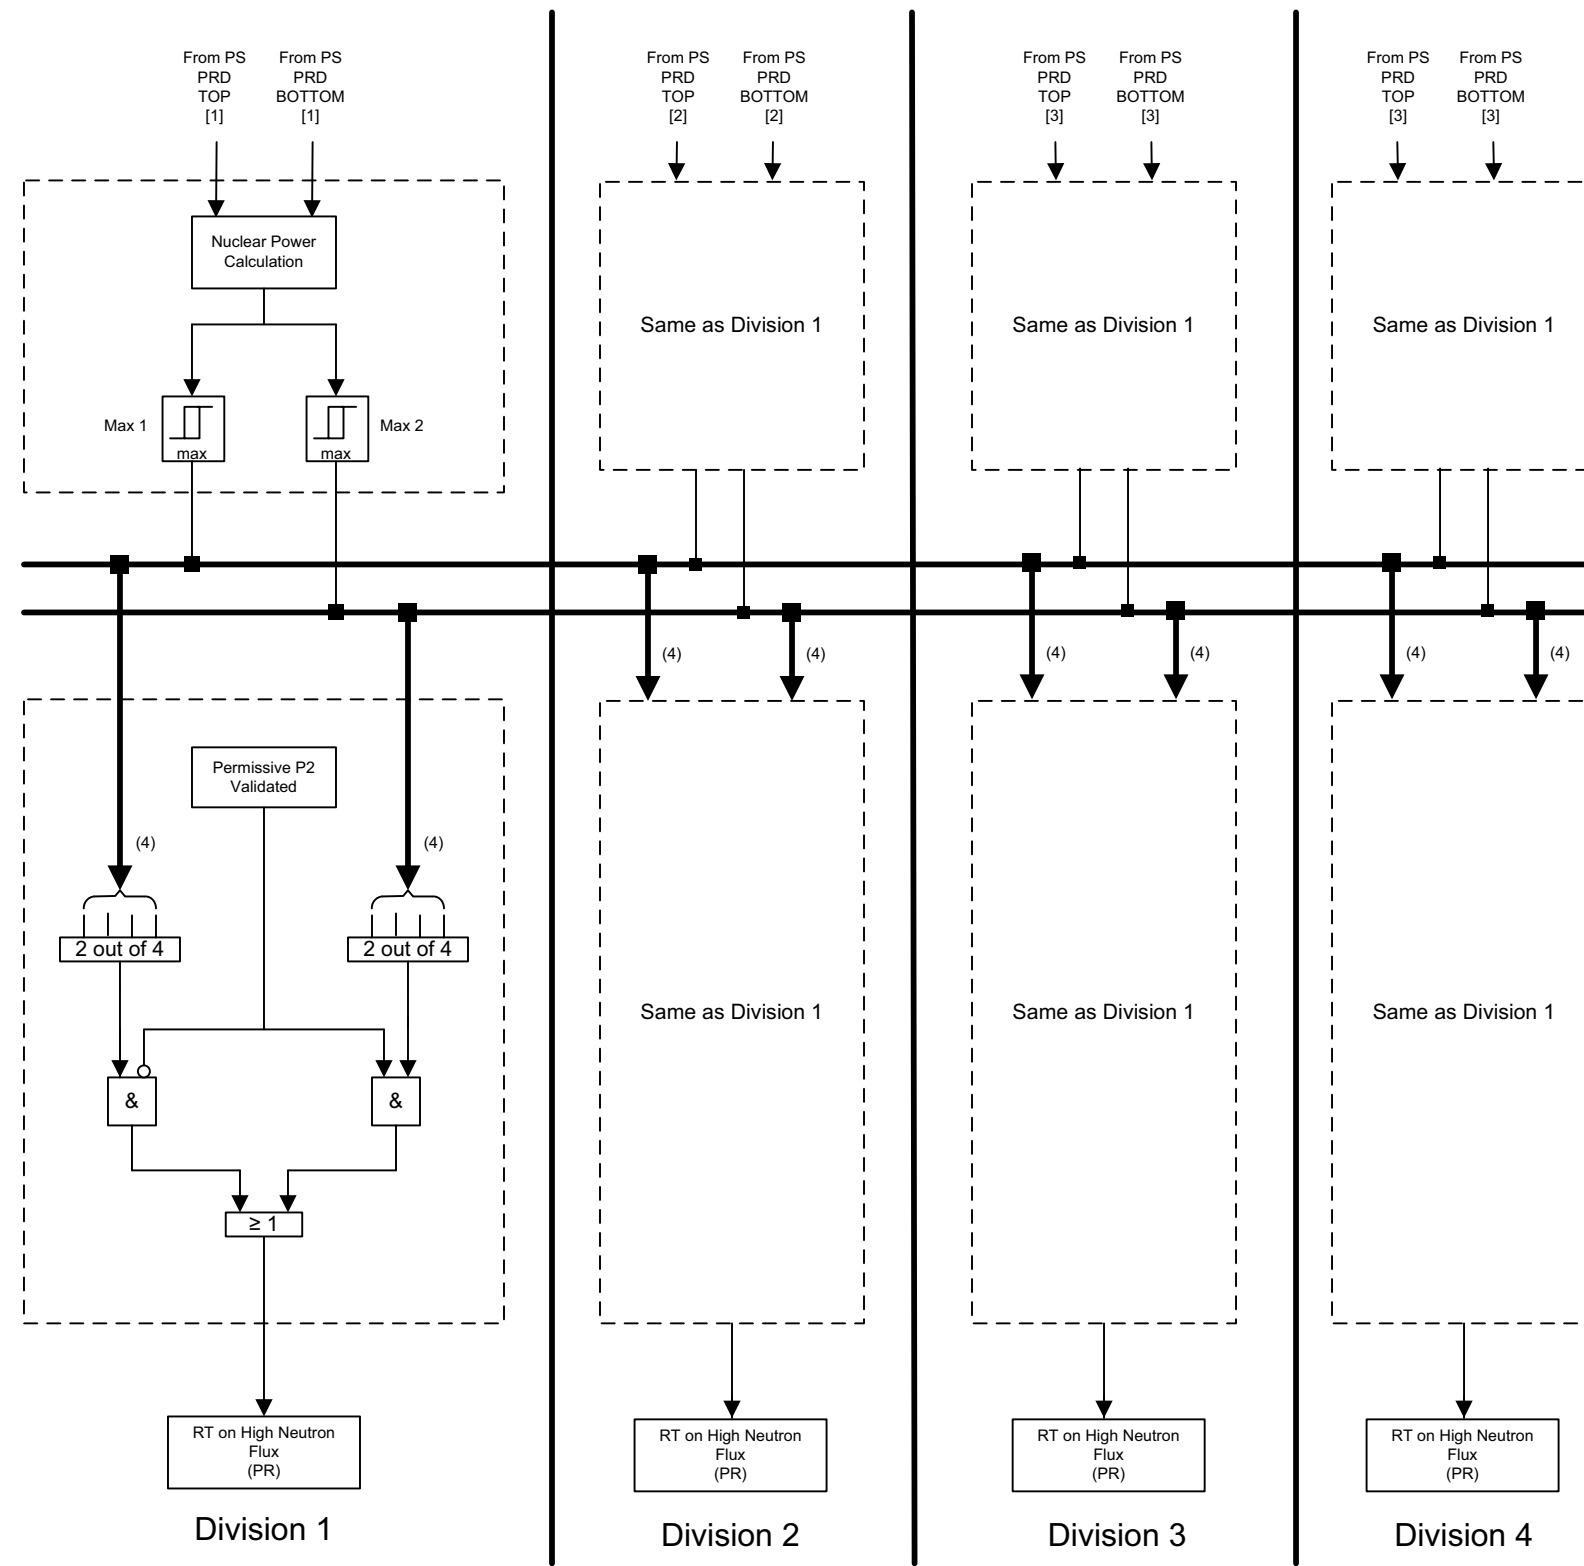 From PS
PRD
TOP
[1]
From PS
PRD
BOTTOM
[1]
From PS
PRD
TOP
[2]
From PS
PRD
BOTTOM
[2]
From PS
PRD
TOP
[3]
From PS
PRD
BOTTOM
[3]
From PS
PRD
TOP
[3]
From PS
PRD
BOTTOM
[3]
Nuclear Power
Calculation
Same as Division 1
Same as Division 1
Same as Division 1
Max 1
max
max
Max 2
(4)
(4)
(4)
(4)
(4)
(4)
Permissive P2
Validated
(4)
(4)
2 out of 4
2 out of 4
Same as Division 1
Same as Division 1
Same as Division 1
&
&
≥ 1
RT on High Neutron
Flux
(PR)
RT on High Neutron
Flux
(PR)
RT on High Neutron
Flux
(PR)
RT on High Neutron
Flux
(PR)
Division 1
Division 2
Division 3
Division 4